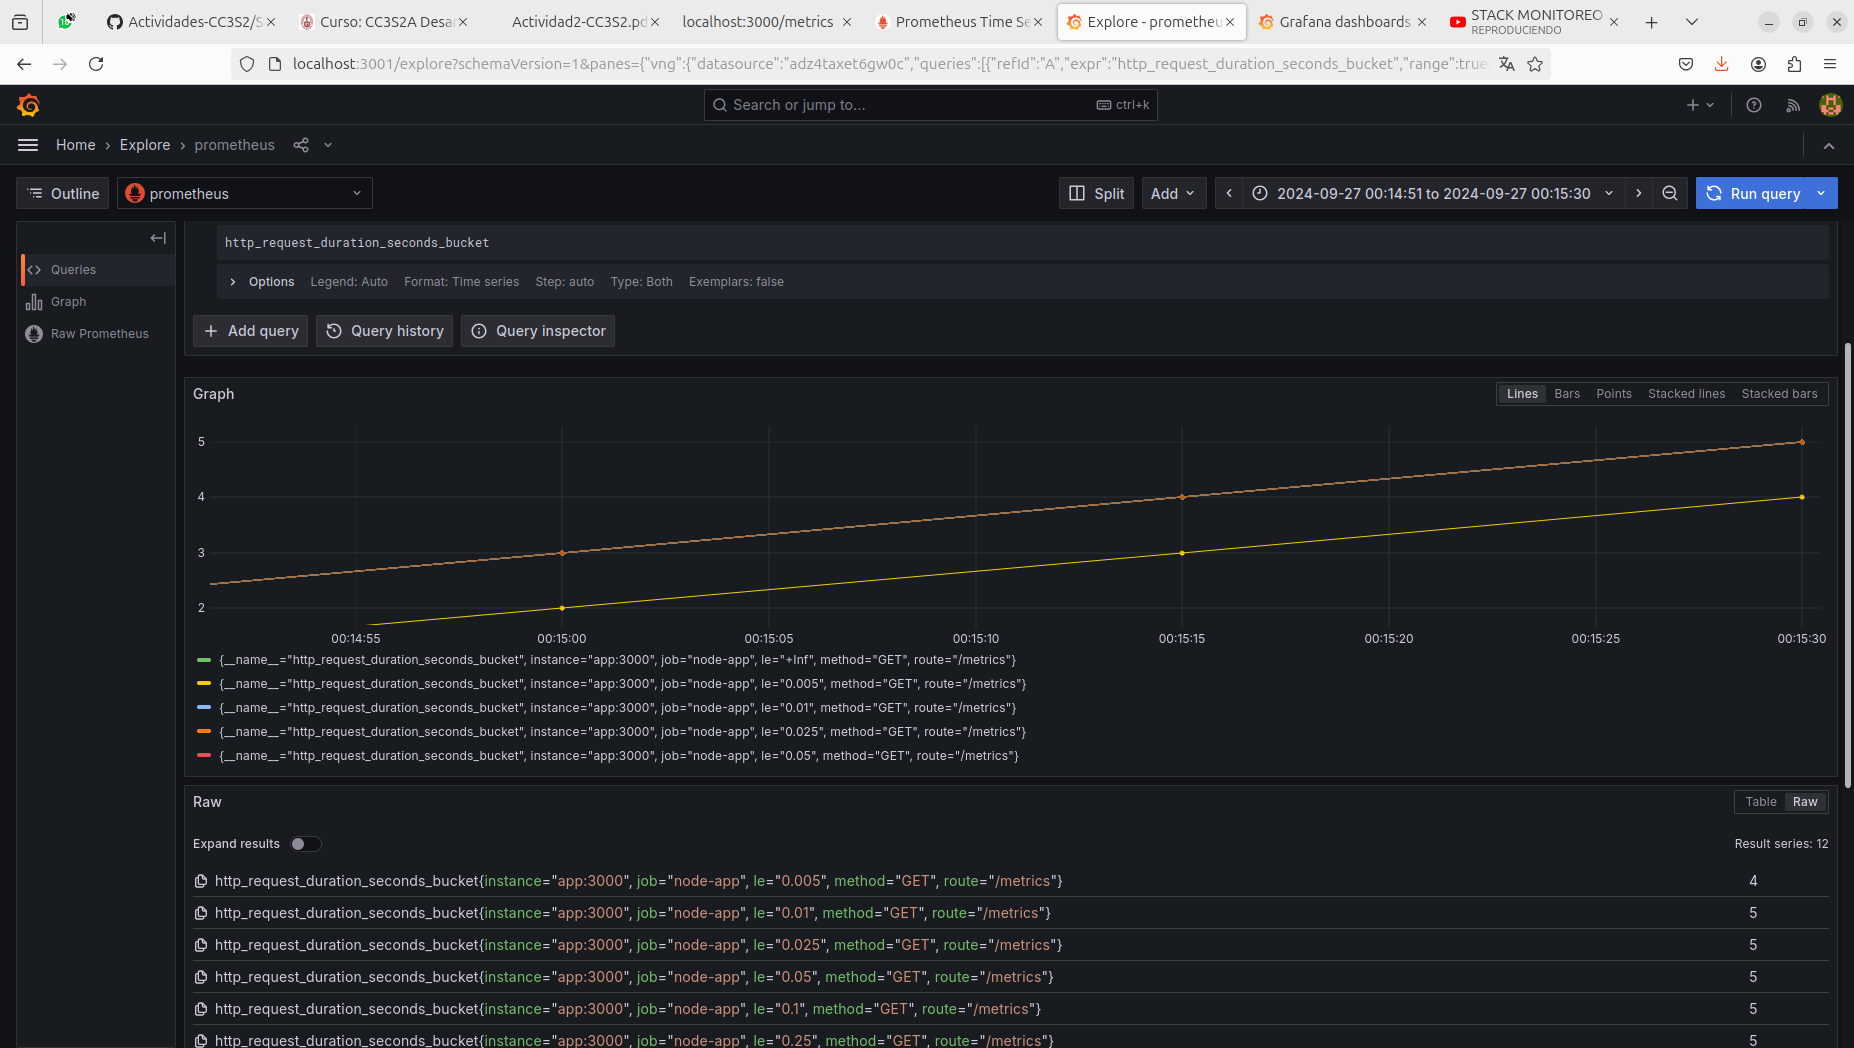 Actividades-CC3S2/S
Curso: CC3S2A Desar
Actividad2-CC3S2.pd
localhost:3000/metrics
Prometheus Time Se
Explore - prometheu
Grafana dashboards
STACK MONITOREO
REPRODUCIENDO
localhost:3001/explore?schemaVersion=1&panes={"vng":{"datasource":"adz4taxet6gw0c","queries":[{"refId":"A","expr":"http_request_duration_seconds_bucket","range":true,
Search or jump to...
ctrl+k
Home › Explore › prometheus
Outline
prometheus
Split
Add
2024-09-27 00:14:51 to 2024-09-27 00:15:30
Run query
Queries
Graph
Raw Prometheus
http_request_duration_seconds_bucket
Options Legend: Auto Format: Time series Step: auto Type: Both Exemplars: false
Add query
Query history
Query inspector
Graph
Lines Bars Points Stacked lines Stacked bars
5
4
3
2
00:14:55 00:15:00 00:15:05 00:15:10 00:15:15 00:15:20 00:15:25 00:15:30
{__name__="http_request_duration_seconds_bucket", instance="app:3000", job="node-app", le="+Inf", method="GET", route="/metrics"}
{__name__="http_request_duration_seconds_bucket", instance="app:3000", job="node-app", le="0.005", method="GET", route="/metrics"}
{__name__="http_request_duration_seconds_bucket", instance="app:3000", job="node-app", le="0.01", method="GET", route="/metrics"}
{__name__="http_request_duration_seconds_bucket", instance="app:3000", job="node-app", le="0.025", method="GET", route="/metrics"}
{__name__="http_request_duration_seconds_bucket", instance="app:3000", job="node-app", le="0.05", method="GET", route="/metrics"}
Raw
Table Raw
Expand results
Result series: 12
http_request_duration_seconds_bucket{instance="app:3000", job="node-app", le="0.005", method="GET", route="/metrics"} 4
http_request_duration_seconds_bucket{instance="app:3000", job="node-app", le="0.01", method="GET", route="/metrics"} 5
http_request_duration_seconds_bucket{instance="app:3000", job="node-app", le="0.025", method="GET", route="/metrics"} 5
http_request_duration_seconds_bucket{instance="app:3000", job="node-app", le="0.05", method="GET", route="/metrics"} 5
http_request_duration_seconds_bucket{instance="app:3000", job="node-app", le="0.1", method="GET", route="/metrics"} 5
http_request_duration_seconds_bucket{instance="app:3000", job="node-app", le="0.25", method="GET", route="/metrics"} 5